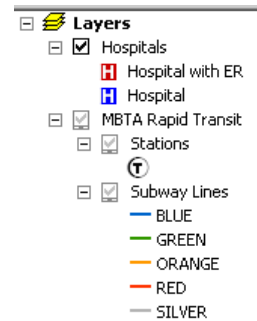 Layers
Hospitals
H Hospital with ER
H Hospital
MBTA Rapid Transit
Stations
T
Subway Lines
BLUE
GREEN
ORANGE
RED
SILVER